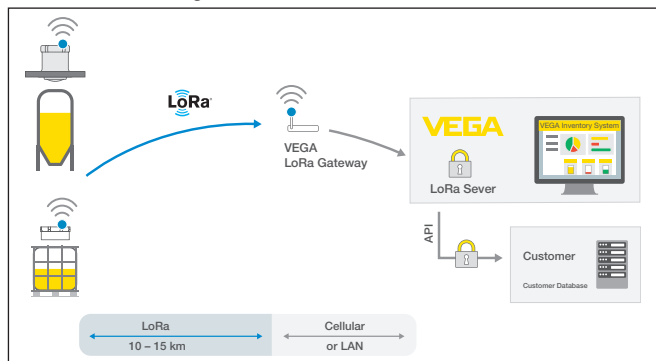 LoRa
VEGA
LoRa Gateway
VEGA
LoRa Sever
VEGA Inventory System
API
Customer
Customer Database
LoRa
10 – 15 km
Cellular
or LAN